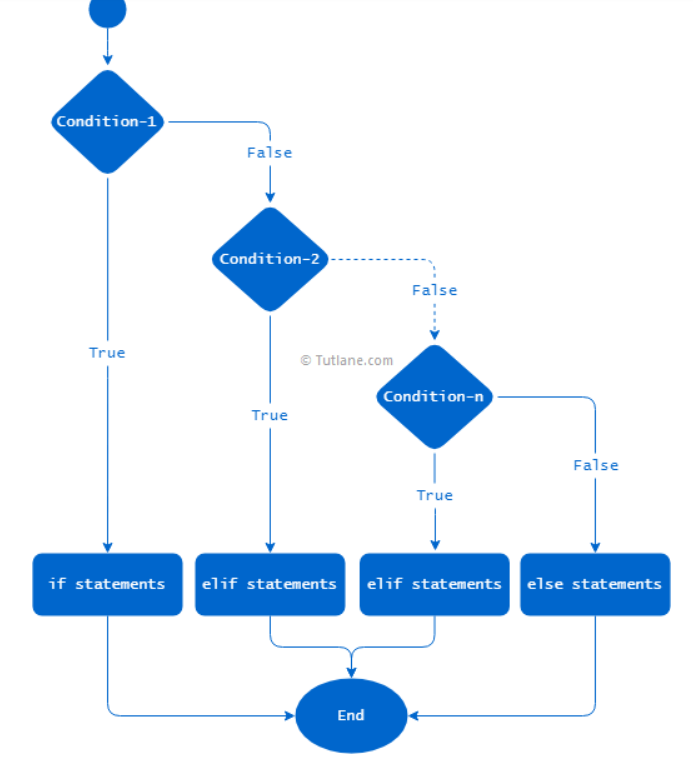 Condition-1
False
Condition-2
False
True
© Tutlane.com
Condition-n
True
False
True
if statements
elif statements
elif statements
else statements
End